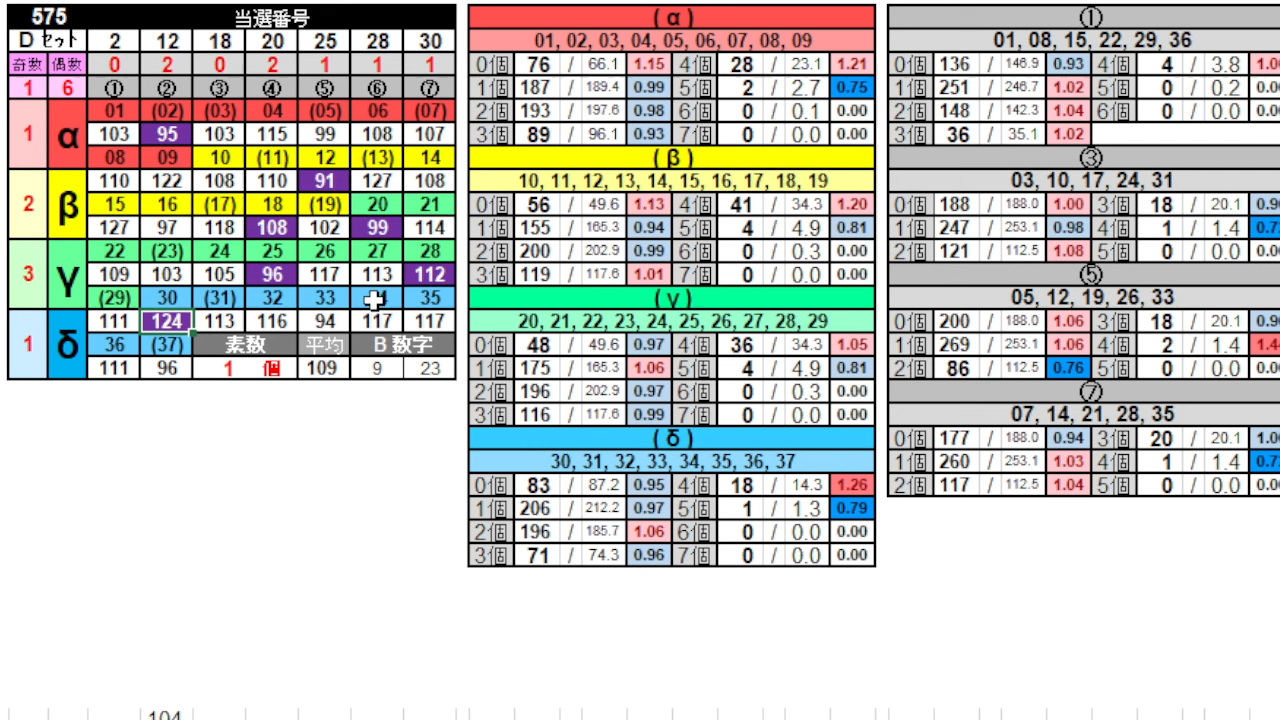 575 当選番号
D セット 2 12 18 20 25 28 30
奇数 偶数 0 2 0 2 1 1 1
1 6 ① ② ③ ④ ⑤ ⑥ ⑦
01 (02) (03) 04 (05) 06 (07)
1 α 103 95 103 115 99 108 107
08 09 10 (11) 12 (13) 14
110 122 108 110 91 127 108
2 β 15 16 (17) 18 (19) 20 21
127 97 118 108 102 99 114
22 (23) 24 25 26 27 28
3 γ 109 103 105 96 117 113 112
(29) 30 (31) 32 33 35
111 124 113 116 94 117 117
1 δ 36 (37) 素数 平均 B 数字
111 96 1 個 109 9 23
( α )
01, 02, 03, 04, 05, 06, 07, 08, 09
0個 76 / 66.1 1.15 4個 28 / 23.1 1.21
1個 187 / 189.4 0.99 5個 2 / 2.7 0.75
2個 193 / 197.6 0.98 6個 0 / 0.1 0.00
3個 89 / 96.1 0.93 7個 0 / 0.0 0.00
( β )
10, 11, 12, 13, 14, 15, 16, 17, 18, 19
0個 56 / 49.6 1.13 4個 41 / 34.3 1.20
1個 155 / 165.3 0.94 5個 4 / 4.9 0.81
2個 200 / 202.9 0.99 6個 0 / 0.3 0.00
3個 119 / 117.6 1.01 7個 0 / 0.0 0.00
( γ )
20, 21, 22, 23, 24, 25, 26, 27, 28, 29
0個 48 / 49.6 0.97 4個 36 / 34.3 1.05
1個 175 / 165.3 1.06 5個 4 / 4.9 0.81
2個 196 / 202.9 0.97 6個 0 / 0.3 0.00
3個 116 / 117.6 0.99 7個 0 / 0.0 0.00
( δ )
30, 31, 32, 33, 34, 35, 36, 37
0個 83 / 87.2 0.95 4個 18 / 14.3 1.26
1個 206 / 212.2 0.97 5個 1 / 1.3 0.79
2個 196 / 185.7 1.06 6個 0 / 0.0 0.00
3個 71 / 74.3 0.96 7個 0 / 0.0 0.00
①
01, 08, 15, 22, 29, 36
0個 136 / 146.9 0.93 4個 4 / 3.8
1個 251 / 246.7 1.02 5個 0 / 0.2
2個 148 / 142.3 1.04 6個 0 / 0.0
3個 36 / 35.1 1.02
③
03, 10, 17, 24, 31
0個 188 / 188.0 1.00 3個 18 / 20.1
1個 247 / 253.1 0.98 4個 1 / 1.4
2個 121 / 112.5 1.08 5個 0 / 0.0
⑤
05, 12, 19, 26, 33
0個 200 / 188.0 1.06 3個 18 / 20.1
1個 269 / 253.1 1.06 4個 2 / 1.4
2個 86 / 112.5 0.76 5個 0 / 0.0
⑦
07, 14, 21, 28, 35
0個 177 / 188.0 0.94 3個 20 / 20.1
1個 260 / 253.1 1.03 4個 1 / 1.4
2個 117 / 112.5 1.04 5個 0 / 0.0
104